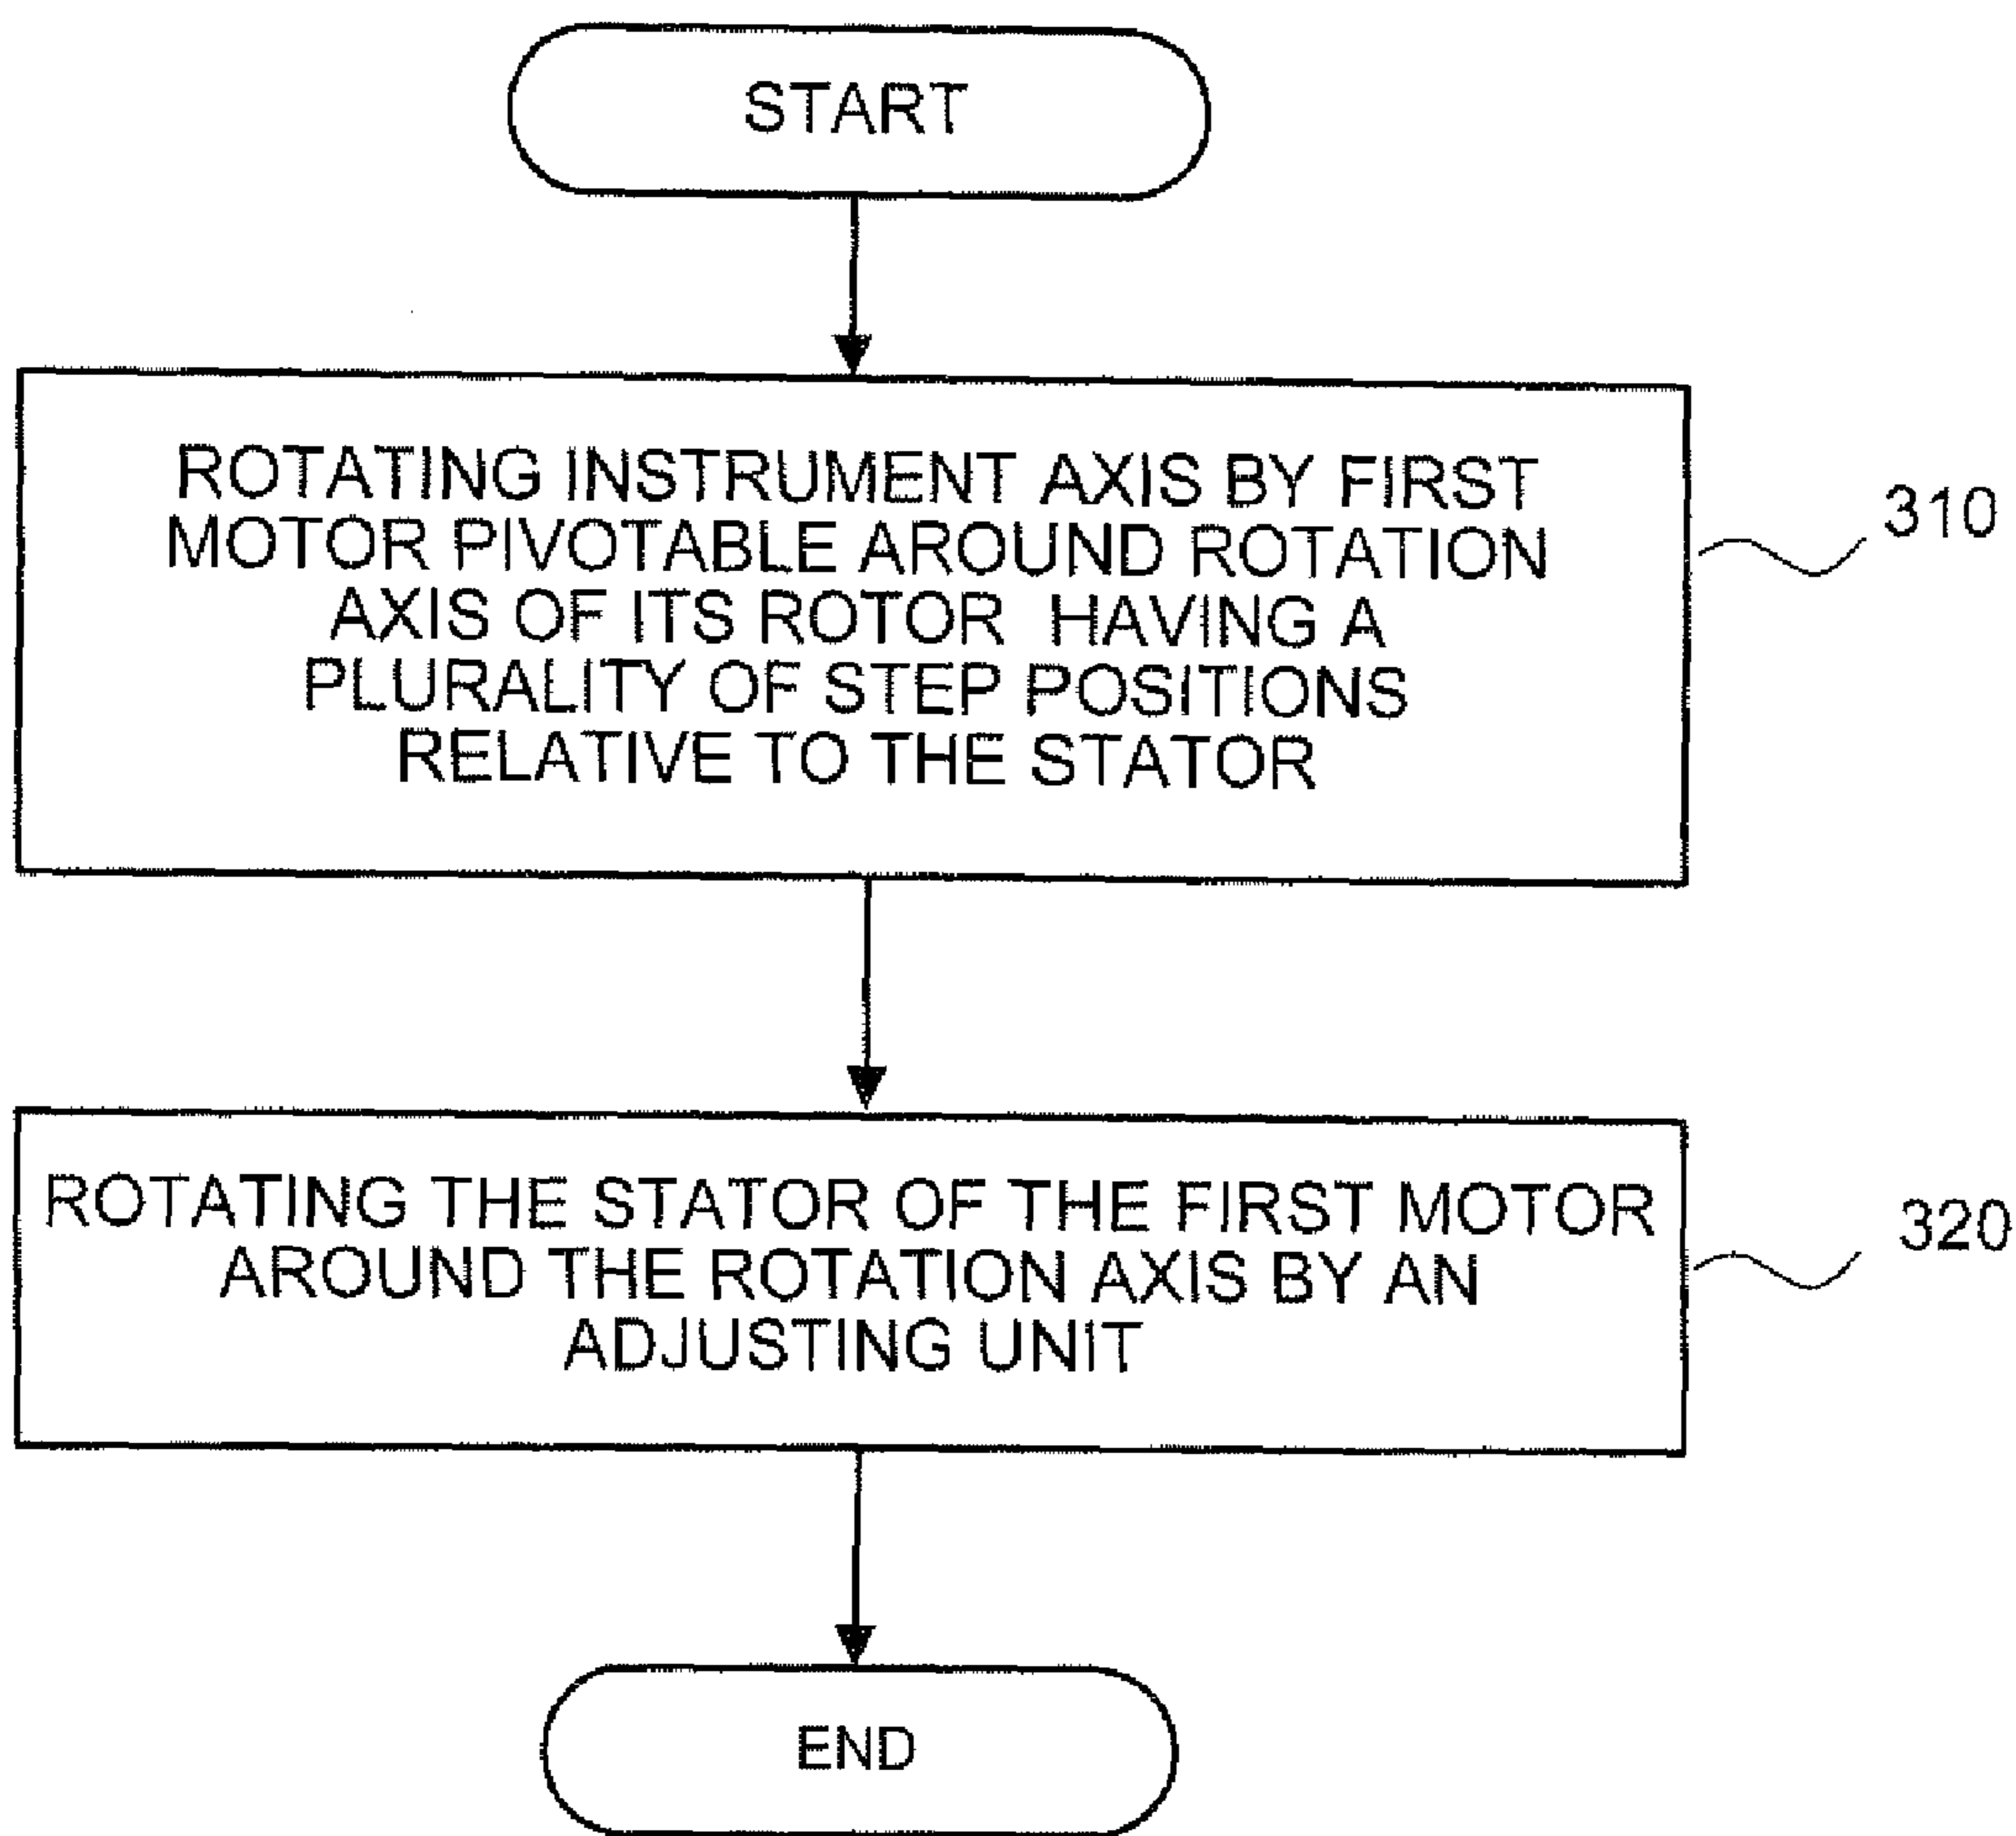 START
ROTATING INSTRUMENT AXIS BY FIRST
MOTOR PIVOTABLE AROUND ROTATION
AXIS OF ITS ROTOR HAVING A
PLURALITY OF STEP POSITIONS
RELATIVE TO THE STATOR
310
ROTATING THE STATOR OF THE FIRST MOTOR
AROUND THE ROTATION AXIS BY AN
ADJUSTING UNIT
320
END